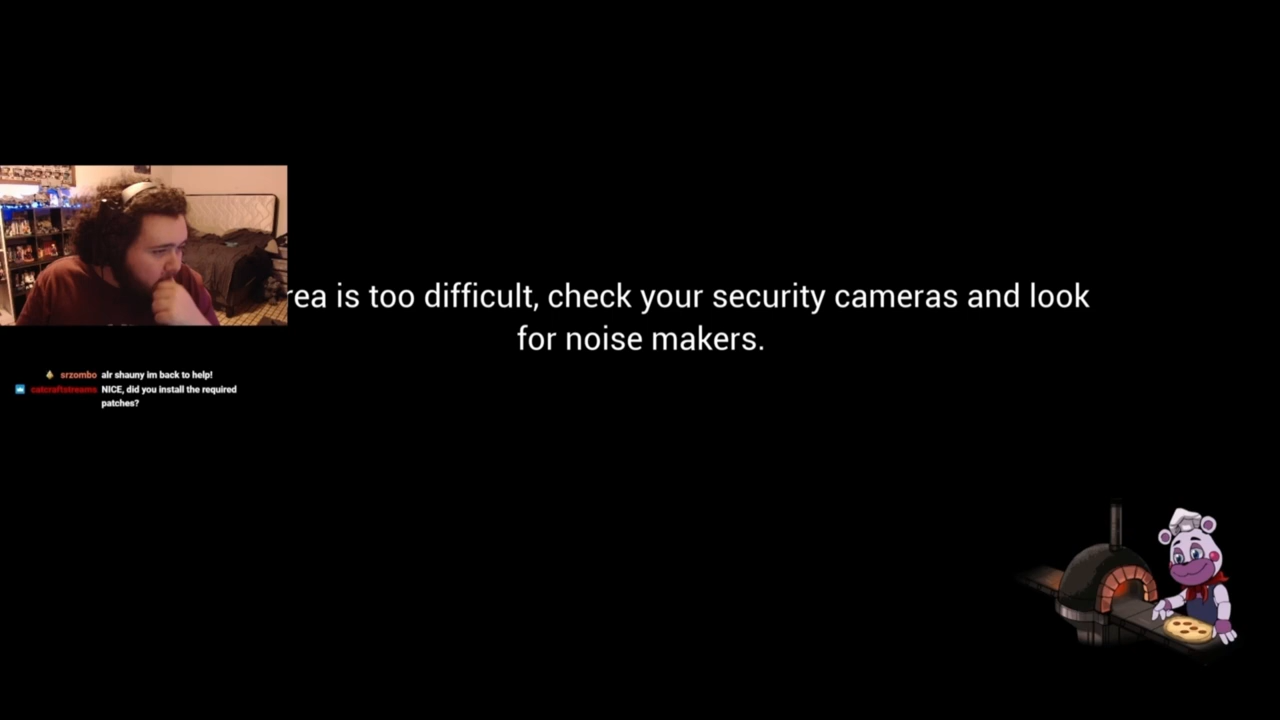 rea is too difficult, check your security cameras and look
for noise makers.
srzombo alr shauny im back to help!
catcraftstreams NICE, did you install the required
patches?